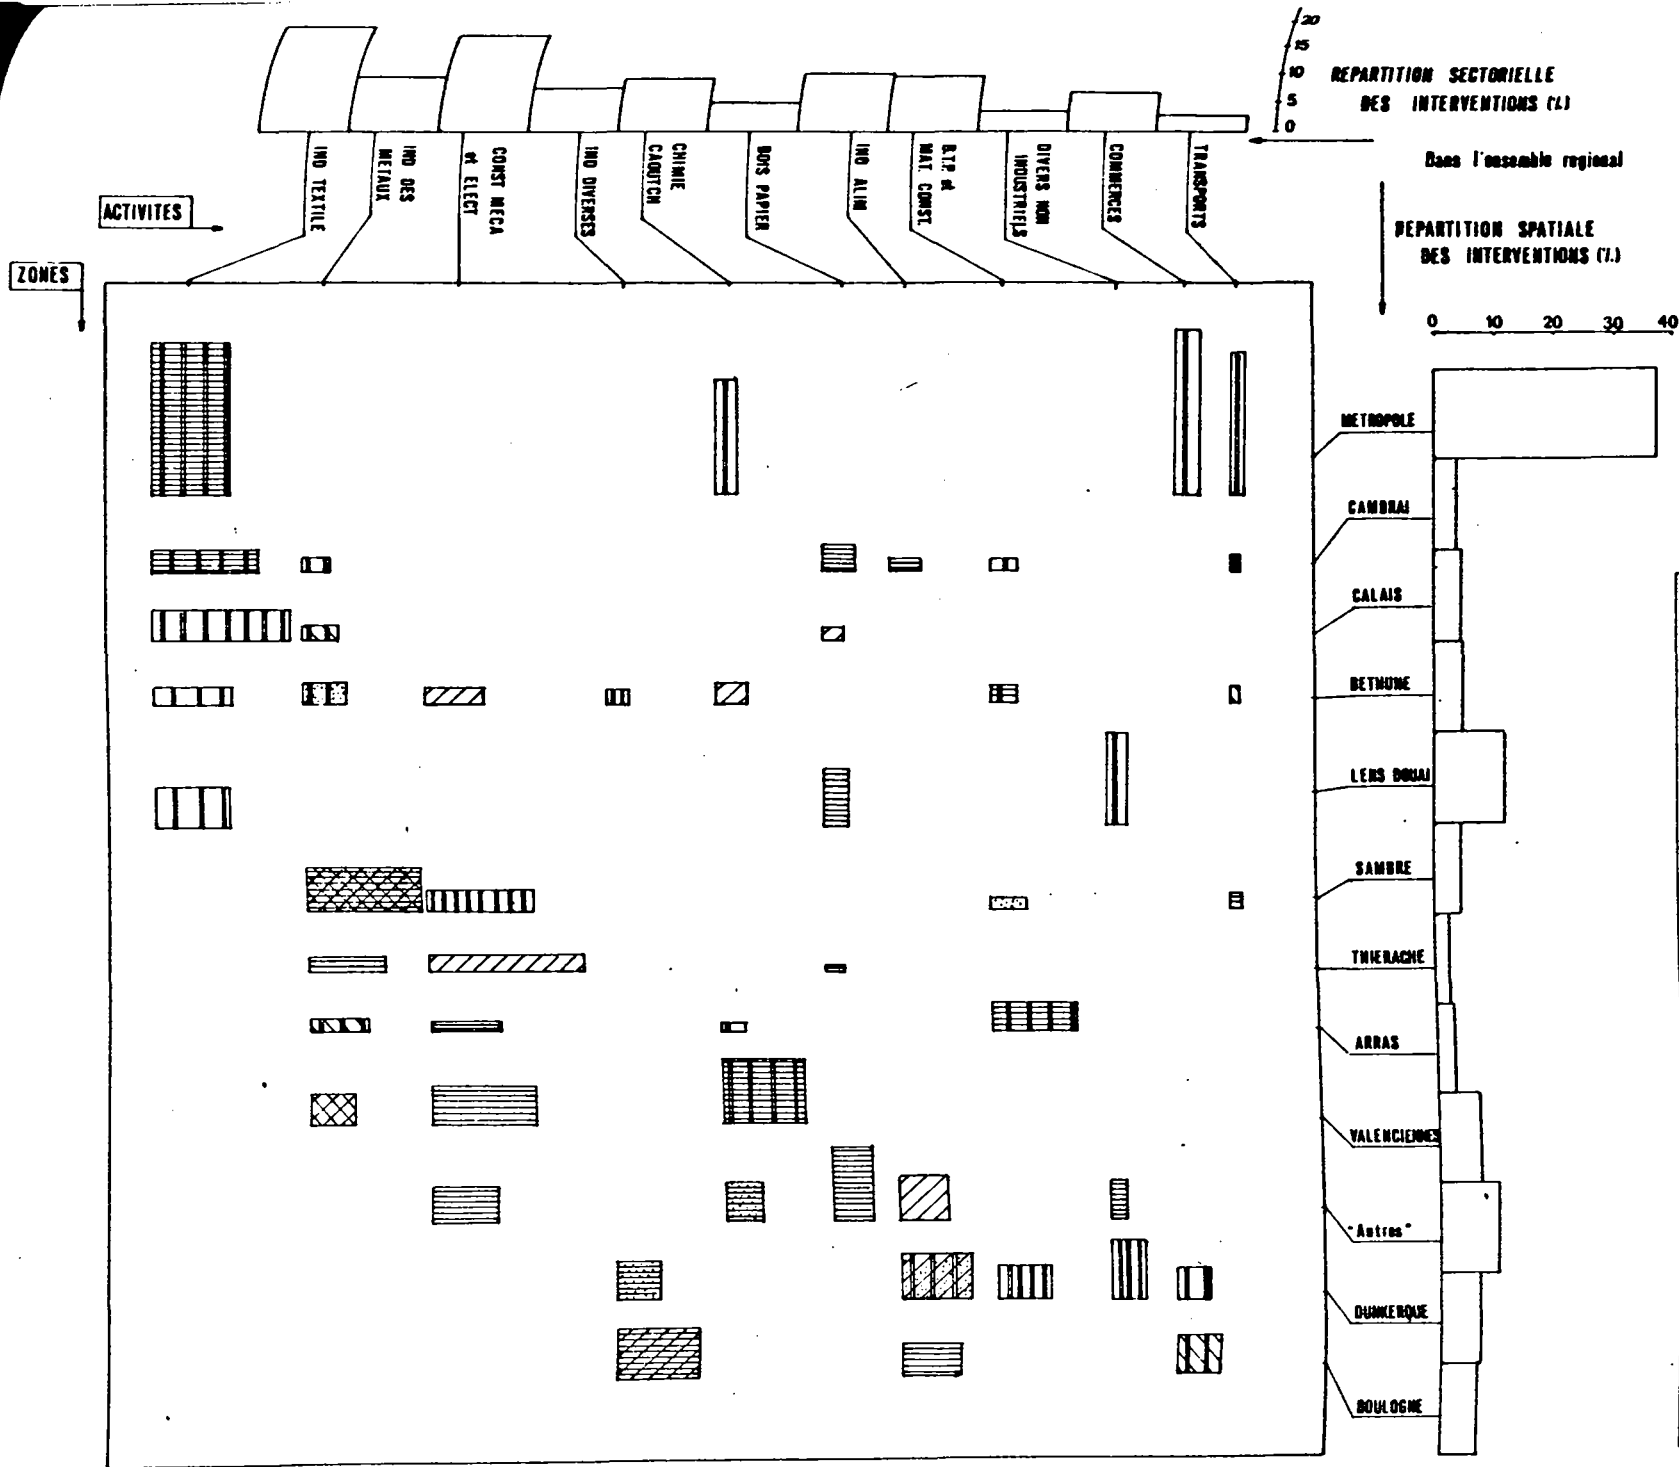 20
15
10
5
0
REPARTITION SECTORIELLE
DES INTERVENTIONS (%)
Dans l'ensemble regional
REPARTITION SPATIALE
DES INTERVENTIONS (%)
ACTIVITES
ZONES
IND TEXTILE
IND DES
METAUX
CONST MECA
et ELECT
IND DIVERSES
CHIMIE
CAOUTCH
BOIS PAPIER
IND ALIM
B.T.P et
MAT. CONST.
DIVERS NON
INDUSTRIELS
COMMERCES
TRANSPORTS
0 10 20 30 40
METROPOLE
CAMBRAI
CALAIS
BETHUNE
LENS DOUAI
SAMBRE
THIERACHE
ARRAS
VALENCIENNES
"Autres"
DUNKERQUE
BOULOGNE